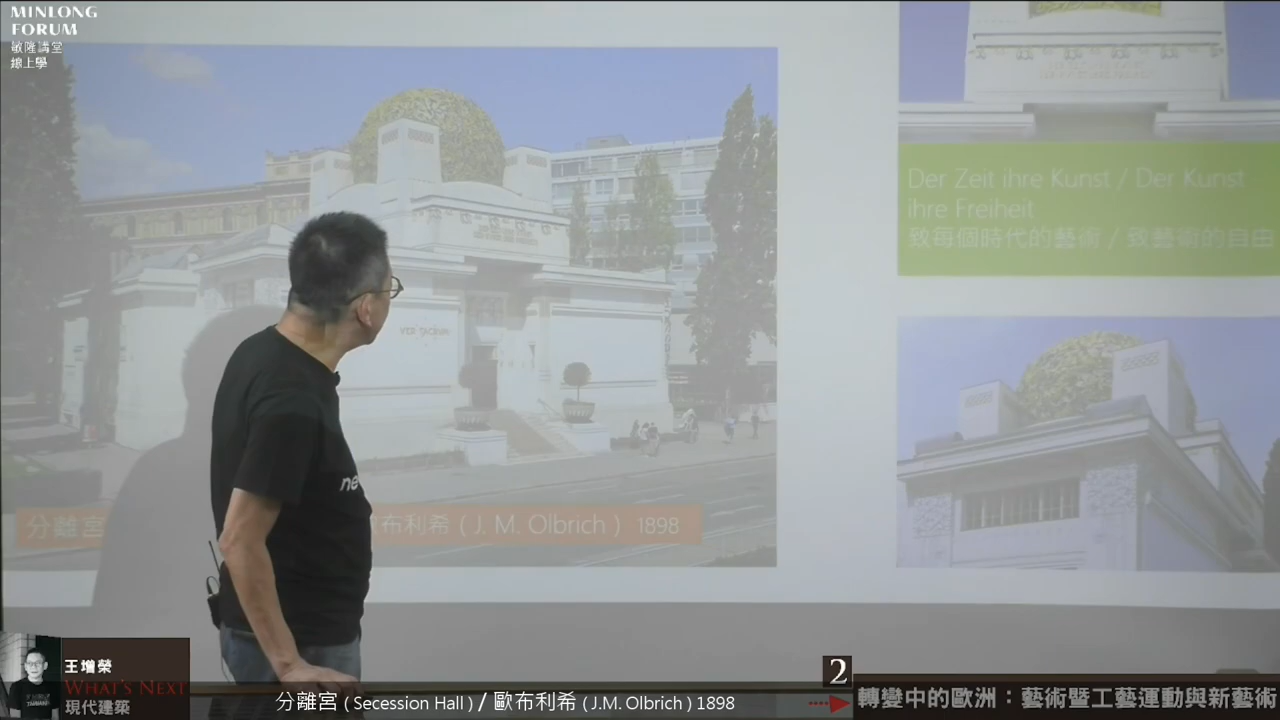 MINLONG
FORUM
敏隆講堂
線上學
Der Zeit ihre Kunst / Der Kunst
ihre Freiheit
致每個時代的藝術 / 致藝術的自由
VER SACRUM
ne
分離宮
布利希 ( J. M. Olbrich ) 1898
王增榮
WHAT'S NEXT
現代建築
分離宮 ( Secession Hall ) / 歐布利希 ( J.M. Olbrich ) 1898
2
轉變中的歐洲：藝術暨工藝運動與新藝術